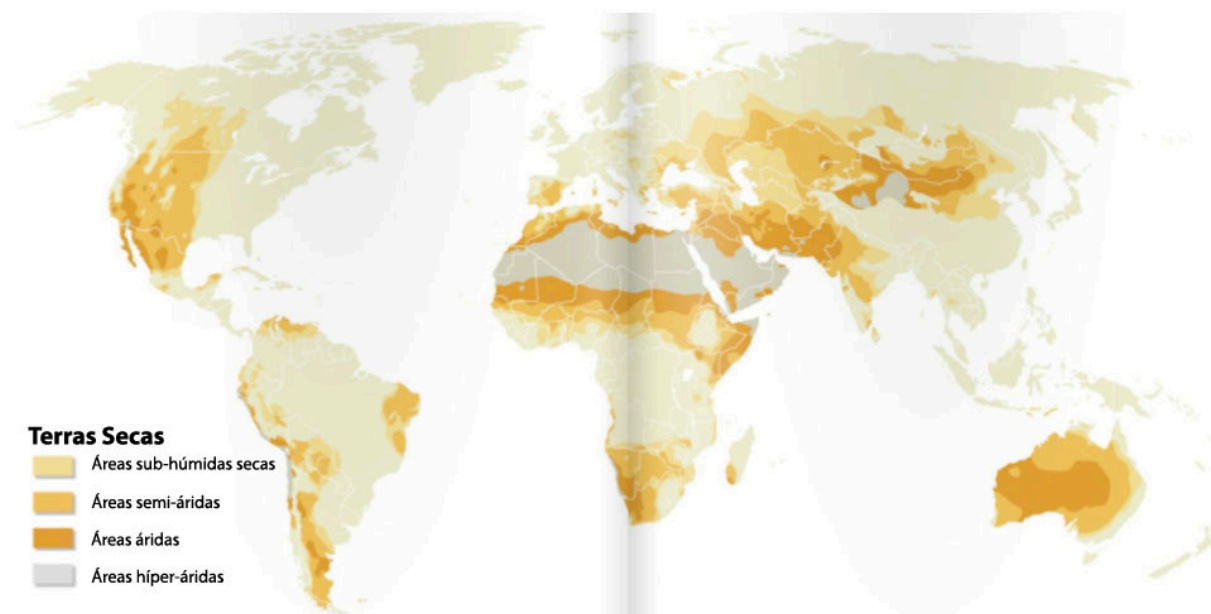 Terras Secas
Áreas sub-húmidas secas
Áreas semi-áridas
Áreas áridas
Áreas híper-áridas